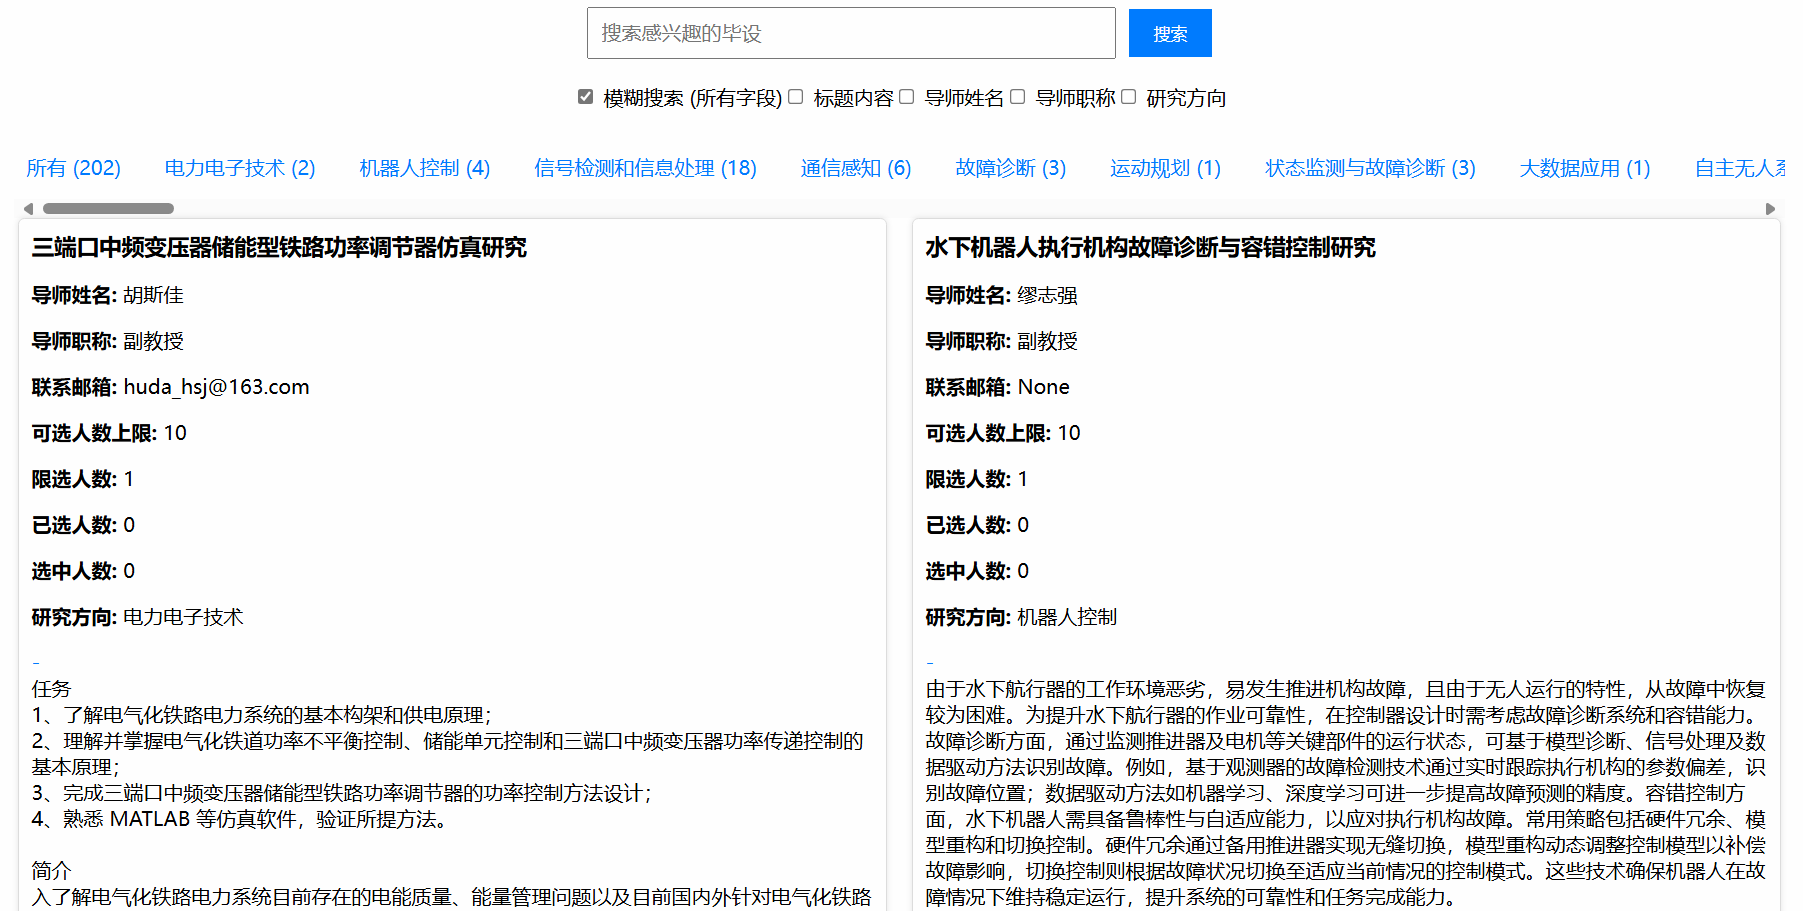 搜索感兴趣的毕设
搜索
模糊搜索 (所有字段) 标题内容 导师姓名 导师职称 研究方向
所有 (202) 电力电子技术 (2) 机器人控制 (4) 信号检测和信息处理 (18) 通信感知 (6) 故障诊断 (3) 运动规划 (1) 状态监测与故障诊断 (3) 大数据应用 (1) 自主无人系
三端口中频变压器储能型铁路功率调节器仿真研究
导师姓名: 胡斯佳
导师职称: 副教授
联系邮箱: huda_hsj@163.com
可选人数上限: 10
限选人数: 1
已选人数: 0
选中人数: 0
研究方向: 电力电子技术
-
任务
1、了解电气化铁路电力系统的基本构架和供电原理；
2、理解并掌握电气化铁道功率不平衡控制、储能单元控制和三端口中频变压器功率传递控制的
基本原理；
3、完成三端口中频变压器储能型铁路功率调节器的功率控制方法设计；
4、熟悉 MATLAB 等仿真软件，验证所提方法。
简介
入了解电气化铁路电力系统目前存在的电能质量、能量管理问题以及目前国内外针对电气化铁路
水下机器人执行机构故障诊断与容错控制研究
导师姓名: 缪志强
导师职称: 副教授
联系邮箱: None
可选人数上限: 10
限选人数: 1
已选人数: 0
选中人数: 0
研究方向: 机器人控制
-
由于水下航行器的工作环境恶劣，易发生推进机构故障，且由于无人运行的特性，从故障中恢复
较为困难。为提升水下航行器的作业可靠性，在控制器设计时需考虑故障诊断系统和容错能力。
故障诊断方面，通过监测推进器及电机等关键部件的运行状态，可基于模型诊断、信号处理及数
据驱动方法识别故障。例如，基于观测器的故障检测技术通过实时跟踪执行机构的参数偏差，识
别故障位置；数据驱动方法如机器学习、深度学习可进一步提高故障预测的精度。容错控制方
面，水下机器人需具备鲁棒性与自适应能力，以应对执行机构故障。常用策略包括硬件冗余、模
型重构和切换控制。硬件冗余通过备用推进器实现无缝切换，模型重构动态调整控制模型以补偿
故障影响，切换控制则根据故障状况切换至适应当前情况的控制模式。这些技术确保机器人在故
障情况下维持稳定运行，提升系统的可靠性和任务完成能力。